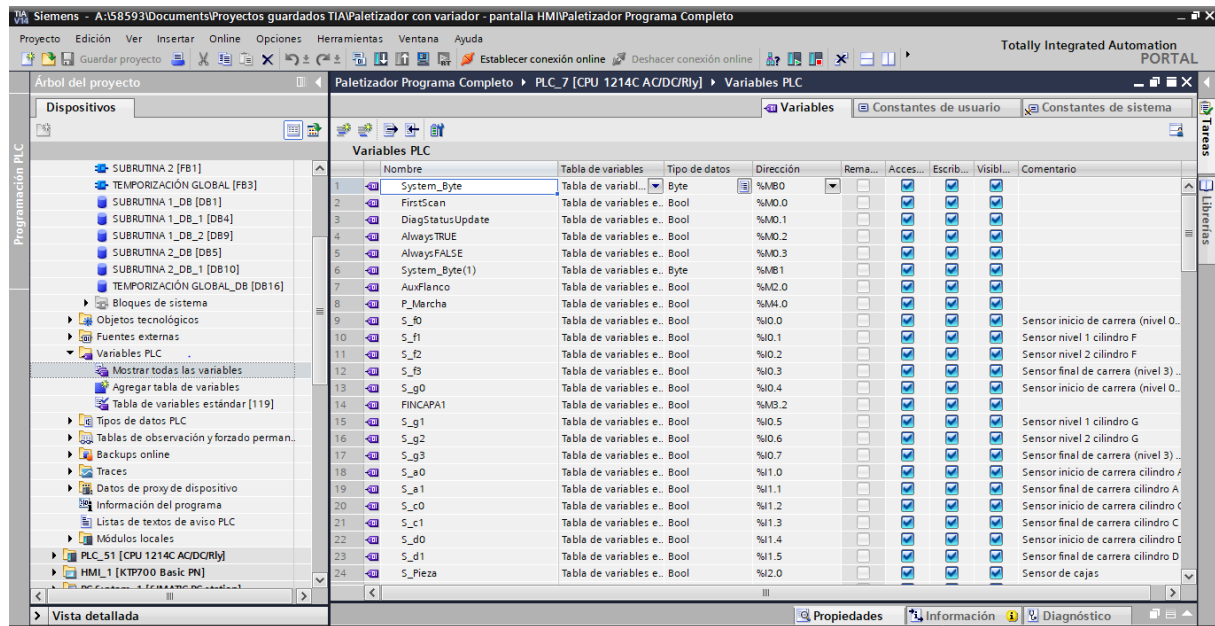 Siemens - A:\58593\Documents\Proyectos guardados TIA\Paletizador con variador - pantalla HMI\Paletizador Programa Completo
Proyecto Edición Ver Insertar Online Opciones Herramientas Ventana Ayuda
Totally Integrated Automation
PORTAL
Guardar proyecto Establecer conexión online Deshacer conexión online
Árbol del proyecto
Paletizador Programa Completo PLC_7 [CPU 1214C AC/DC/Rly] Variables PLC
Dispositivos
Variables Constantes de usuario Constantes de sistema
Programación PLC
SUBRUTINA 2 [FB1]
TEMPORIZACIÓN GLOBAL [FB3]
SUBRUTINA 1_DB [DB1]
SUBRUTINA 1_DB_1 [DB4]
SUBRUTINA 1_DB_2 [DB9]
SUBRUTINA 2_DB [DB5]
SUBRUTINA 2_DB_1 [DB10]
TEMPORIZACIÓN GLOBAL_DB [DB16]
Bloques de sistema
Objetos tecnológicos
Fuentes externas
Variables PLC
Mostrar todas las variables
Agregar tabla de variables
Tabla de variables estándar [119]
Tipos de datos PLC
Tablas de observación y forzado perman..
Backups online
Traces
Datos de proxy de dispositivo
Información del programa
Listas de textos de aviso PLC
Módulos locales
PLC_51 [CPU 1214C AC/DC/Rly]
HMI_1 [KTP700 Basic PN]
Vista detallada
Variables PLC
Nombre Tabla de variables Tipo de datos Dirección Rema... Acces... Escrib... Visibl... Comentario
1 System_Byte Tabla de variabl... Byte %MB0
2 FirstScan Tabla de variables e.. Bool %M0.0
3 DiagStatusUpdate Tabla de variables e.. Bool %M0.1
4 AlwaysTRUE Tabla de variables e.. Bool %M0.2
5 AlwaysFALSE Tabla de variables e.. Bool %M0.3
6 System_Byte(1) Tabla de variables e.. Byte %MB1
7 AuxFlanco Tabla de variables e.. Bool %M2.0
8 P_Marcha Tabla de variables e.. Bool %M4.0
9 S_f0 Tabla de variables e.. Bool %I0.0 Sensor inicio de carrera (nivel 0..
10 S_f1 Tabla de variables e.. Bool %I0.1 Sensor nivel 1 cilindro F
11 S_f2 Tabla de variables e.. Bool %I0.2 Sensor nivel 2 cilindro F
12 S_f3 Tabla de variables e.. Bool %I0.3 Sensor final de carrera (nivel 3) ..
13 S_g0 Tabla de variables e.. Bool %I0.4 Sensor inicio de carrera (nivel 0..
14 FINCAPA1 Tabla de variables e.. Bool %M3.2
15 S_g1 Tabla de variables e.. Bool %I0.5 Sensor nivel 1 cilindro G
16 S_g2 Tabla de variables e.. Bool %I0.6 Sensor nivel 2 cilindro G
17 S_g3 Tabla de variables e.. Bool %I0.7 Sensor final de carrera (nivel 3) ..
18 S_a0 Tabla de variables e.. Bool %I1.0 Sensor inicio de carrera cilindro A
19 S_a1 Tabla de variables e.. Bool %I1.1 Sensor final de carrera cilindro A
20 S_c0 Tabla de variables e.. Bool %I1.2 Sensor inicio de carrera cilindro C
21 S_c1 Tabla de variables e.. Bool %I1.3 Sensor final de carrera cilindro C
22 S_d0 Tabla de variables e.. Bool %I1.4 Sensor inicio de carrera cilindro D
23 S_d1 Tabla de variables e.. Bool %I1.5 Sensor final de carrera cilindro D
24 S_Pieza Tabla de variables e.. Bool %I2.0 Sensor de cajas
Propiedades Información Diagnóstico
Tareas
Librerías